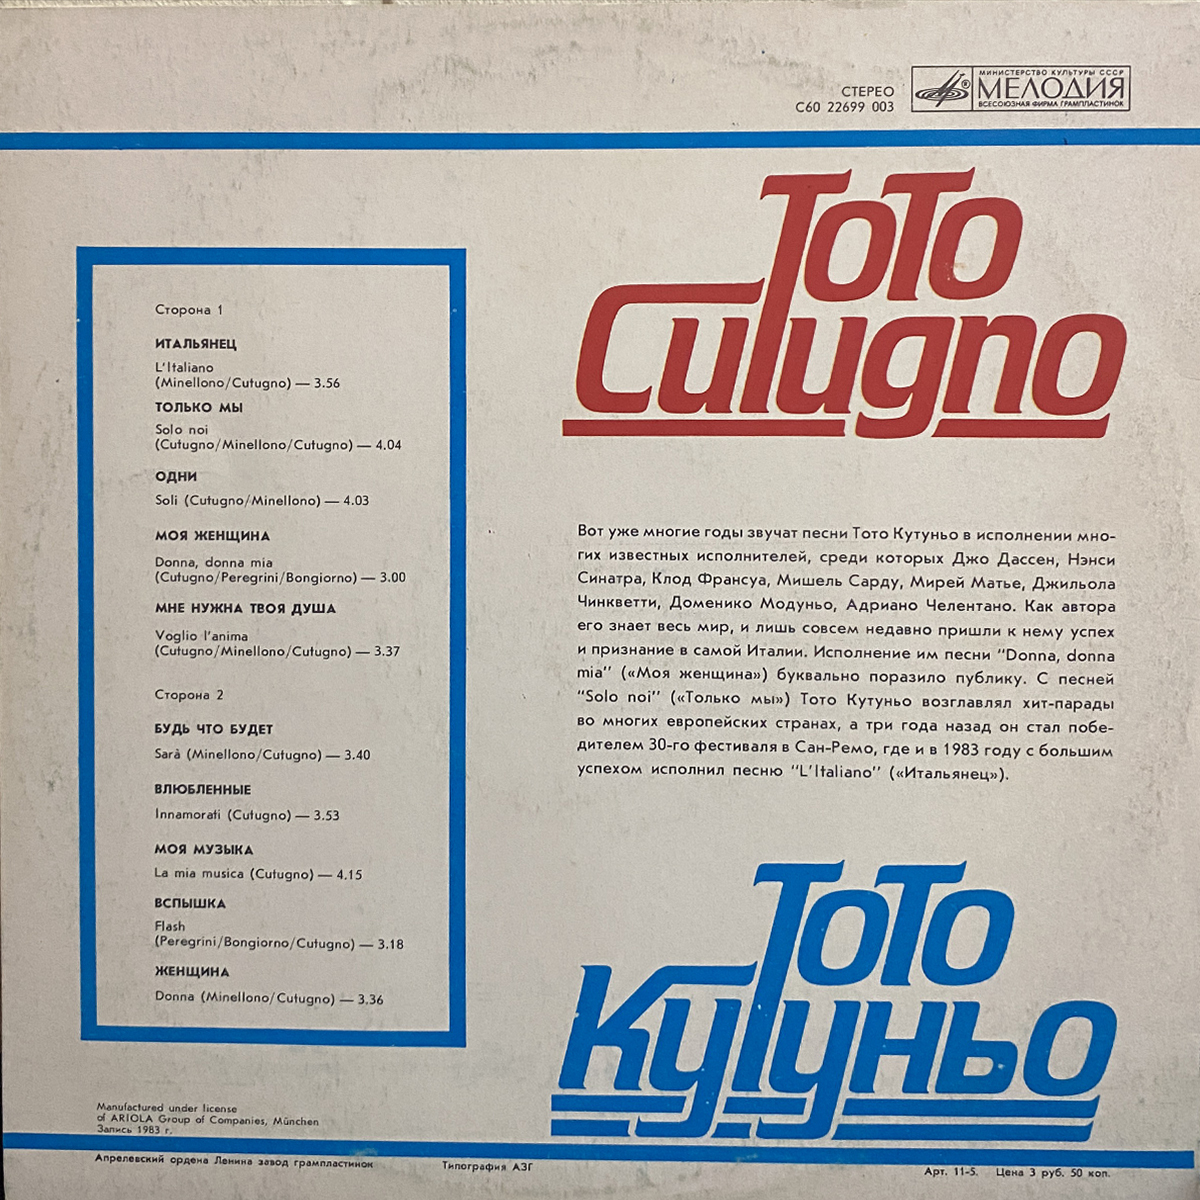 СТЕРЕО
С60 22699 003
МИНИСТЕРСТВО КУЛЬТУРЫ СССР
МЕЛОДИЯ
ВСЕСОЮЗНАЯ ФИРМА ГРАМПЛАСТИНОК
ToTo
Cutugno
Сторона 1
ИТАЛЬЯНЕЦ
L'Italiano
(Minellono/Cutugno) — 3.56
ТОЛЬКО МЫ
Solo noi
(Cutugno/Minellono/Cutugno) — 4.04
ОДНИ
Soli (Cutugno/Minellono) — 4.03
МОЯ ЖЕНЩИНА
Donna, donna mia
(Cutugno/Peregrini/Bongiorno) — 3.00
МНЕ НУЖНА ТВОЯ ДУША
Voglio l'anima
(Cutugno/Minellono/Cutugno) — 3.37
Сторона 2
БУДЬ ЧТО БУДЕТ
Sarà (Minellono/Cutugno) — 3.40
ВЛЮБЛЕННЫЕ
Innamorati (Cutugno) — 3.53
МОЯ МУЗЫКА
La mia musica (Cutugno) — 4.15
ВСПЫШКА
Flash
(Peregrini/Bongiorno/Cutugno) — 3.18
ЖЕНЩИНА
Donna (Minellono/Cutugno) — 3.36
Вот уже многие годы звучат песни Тото Кутуньо в исполнении мно-
гих известных исполнителей, среди которых Джо Дассен, Нэнси
Синатра, Клод Франсуа, Мишель Сарду, Мирей Матье, Джильола
Чинкветти, Доменико Модуньо, Адриано Челентано. Как автора
его знает весь мир, и лишь совсем недавно пришли к нему успех
и признание в самой Италии. Исполнение им песни "Donna, donna
mia" («Моя женщина») буквально поразило публику. С песней
"Solo noi" («Только мы») Тото Кутуньо возглавлял хит-парады
во многих европейских странах, а три года назад он стал побе-
дителем 30-го фестиваля в Сан-Ремо, где и в 1983 году с большим
успехом исполнил песню "L'Italiano" («Итальянец»).
ТоТо
Кутуньо
Manufactured under license
of ARIOLA Group of Companies, München
Запись 1983 г.
Апрелевский ордена Ленина завод грампластинок
Типография АЗГ
Арт. 11-5. Цена 3 руб. 50 коп.